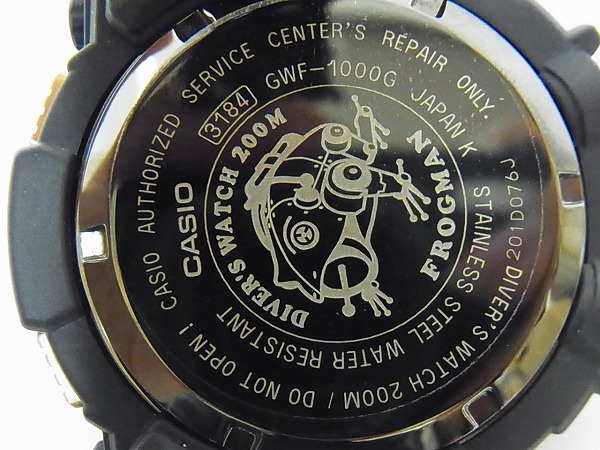 CASIO AUTHORIZED SERVICE CENTER'S REPAIR ONLY.
201D076J DIVER'S WATCH 200M / DO NOT OPEN!
CASIO
3184 GWF-1000G JAPAN K
STAINLESS STEEL WATER RESISTANT
DIVER'S WATCH 200M
FROGMAN